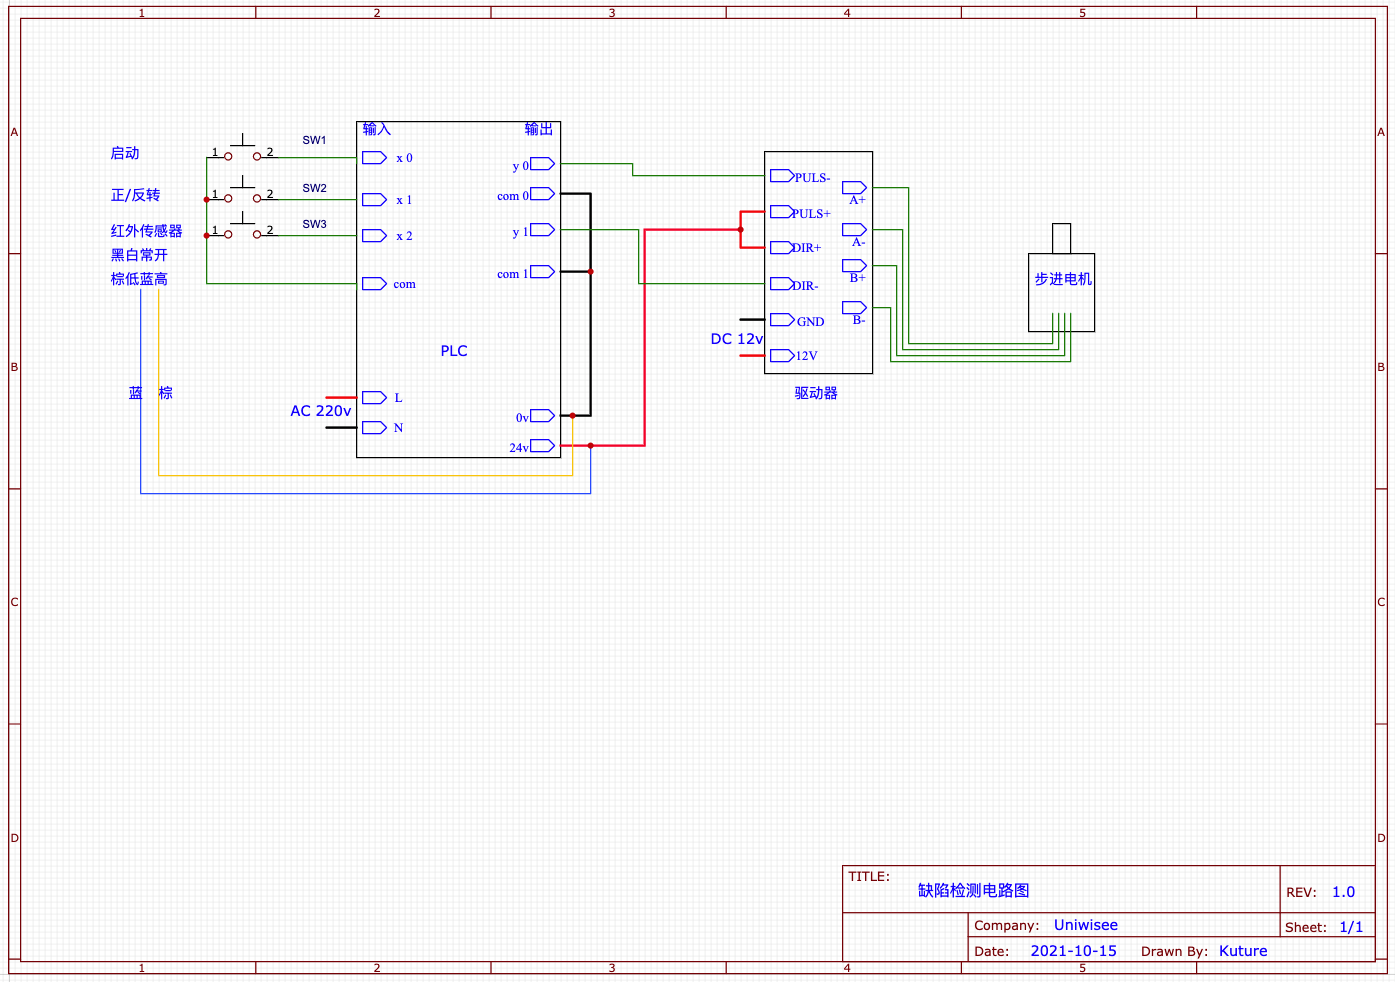 1 2 3 4 5
A A
启动 1 2 SW1 输入 x 0 输出 y 0 PULS-
正/反转 1 2 SW2 x 1 com 0 PULS+ A+
红外传感器 1 2 SW3 x 2 y 1 DIR+ A-
黑白常开
棕低蓝高 com com 1 DIR- B+ 步进电机
GND B-
DC 12v
PLC 12V
B B
蓝 棕 驱动器
L
AC 220v
N
0v
24v
C C
D D
TITLE: 缺陷检测电路图 REV: 1.0
Company: Uniwisee Sheet: 1/1
Date: 2021-10-15 Drawn By: Kuture
1 2 3 4 5